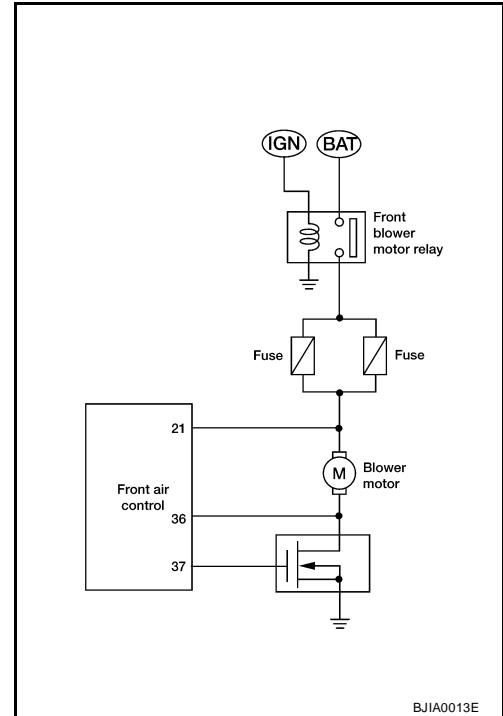 IGN BAT
Front
blower
motor relay
Fuse Fuse
21
Blower
motor
M
Front air
control
36
37
BJIA0013E